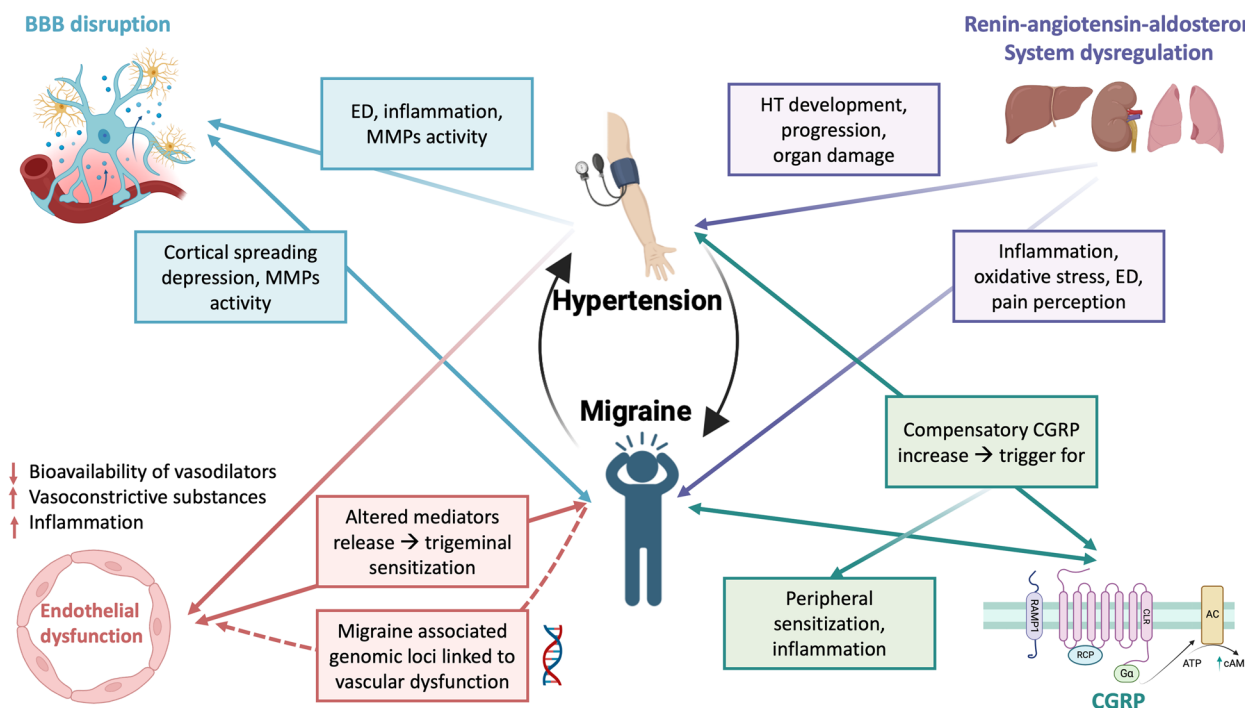 BBB disruption
Renin-angiotensin-aldosteron
System dysregulation
ED, inflammation,
MMPs activity
HT development,
progression,
organ damage
Cortical spreading
depression, MMPs
activity
Inflammation,
oxidative stress, ED,
pain perception
Hypertension
Migraine
Compensatory CGRP
increase → trigger for
↓ Bioavailability of vasodilators
↑ Vasoconstrictive substances
↑ Inflammation
Altered mediators
release → trigeminal
sensitization
Endothelial
dysfunction
Migraine associated
genomic loci linked to
vascular dysfunction
Peripheral
sensitization,
inflammation
RAMP1
CLR
RCP
Gα
AC
ATP
↑cAM
CGRP